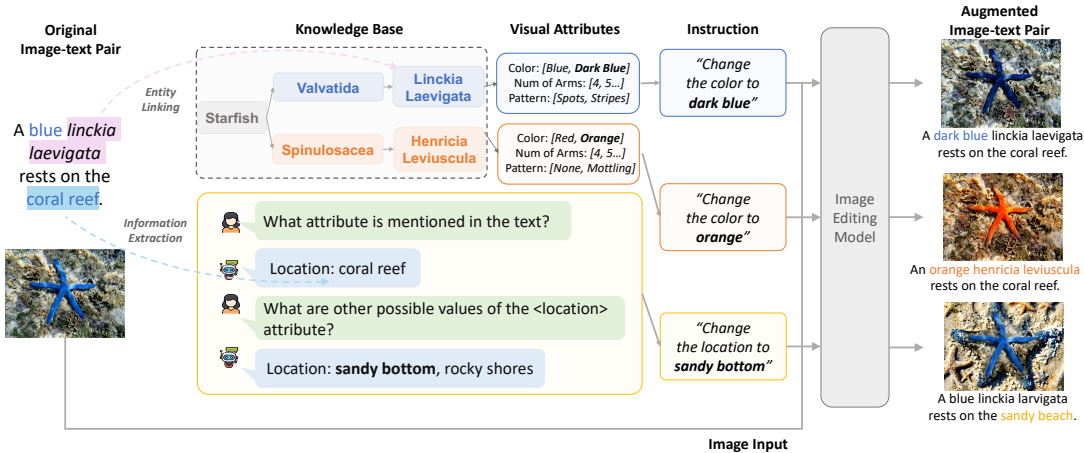 Original
Image-text Pair
Knowledge Base
Visual Attributes
Instruction
Augmented
Image-text Pair
Entity
Linking
A blue linckia
laevigata
rests on the
coral reef.
Information
Extraction
Starfish
Valvatida
Linckia
Laevigata
Spinulosacea
Henricia
Leviuscula
Color: [Blue, Dark Blue]
Num of Arms: [4, 5...]
Pattern: [Spots, Stripes]
Color: [Red, Orange]
Num of Arms: [4, 5...]
Pattern: [None, Mottling]
What attribute is mentioned in the text?
Location: coral reef
What are other possible values of the <location>
attribute?
Location: sandy bottom, rocky shores
“Change
the color to
dark blue”
“Change
the color to
orange”
“Change
the location to
sandy bottom”
Image
Editing
Model
A dark blue linckia laevigata
rests on the coral reef.
An orange henricia leviuscula
rests on the coral reef.
A blue linckia larvigata
rests on the sandy beach.
Image Input